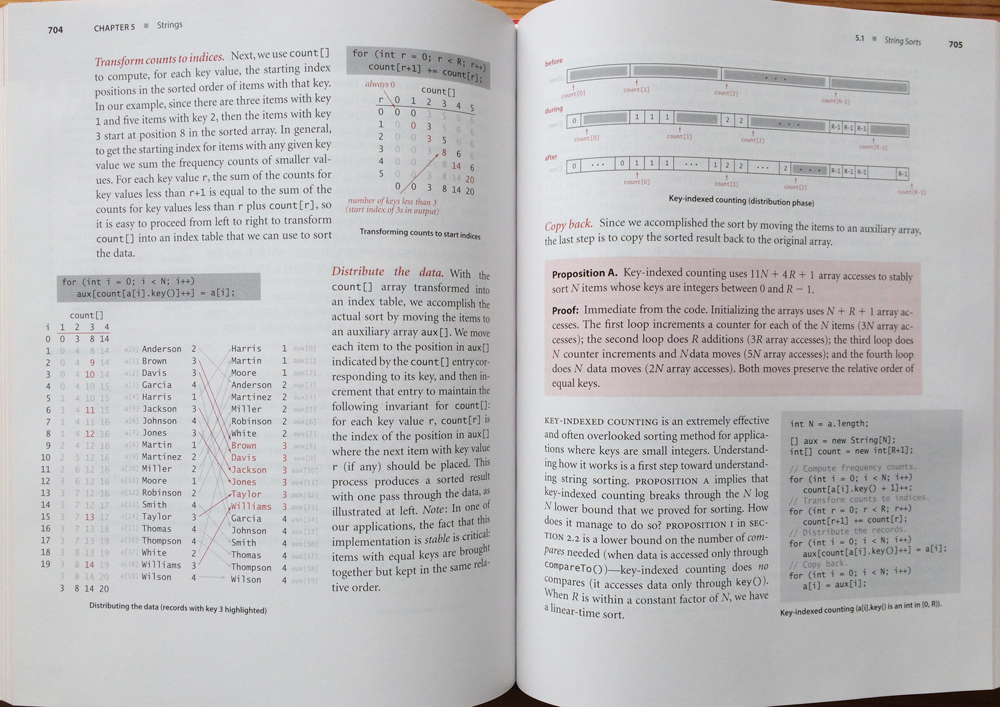 704 CHAPTER 5 ■ Strings
Transform counts to indices. Next, we use count[]
to compute, for each key value, the starting index
positions in the sorted order of items with that key.
In our example, since there are three items with key
1 and five items with key 2, then the items with key
3 start at position 8 in the sorted array. In general,
to get the starting index for items with any given key
value we sum the frequency counts of smaller val-
ues. For each key value r, the sum of the counts for
key values less than r+1 is equal to the sum of the
counts for key values less than r plus count[r], so
it is easy to proceed from left to right to transform
count[] into an index table that we can use to sort
the data.
for (int r = 0; r < R; r++)
count[r+1] += count[r];
always 0
count[]
r 0 1 2 3 4 5
0 0 0
1 0 3
2 0 3 5
3 8 6
4 14 6
5 14 20
0 0 3 8 14 20
number of keys less than 3
(start index of 3s in output)
Transforming counts to start indices
for (int i = 0; i < N; i++)
aux[count[a[i].key()]++] = a[i];
count[]
i 1 2 3 4
0 0 3 8 14
1 0 4 8 14
2 0 4 9 14
3 0 4 10 14
4 0 4 10 15
5 1 4 10 15
6 1 4 11 15
7 1 4 11 16
8 1 4 12 16
9 2 4 12 16
10 2 5 12 16
11 2 6 12 16
12 3 6 12 16
13 3 7 12 16
14 3 7 12 17
15 3 7 13 17
16 3 7 13 18
17 3 7 13 19
18 3 8 13 19
19 3 8 14 19
3 8 14 20
3 8 14 20
a[0] Anderson 2
a[1] Brown 3
a[2] Davis 3
a[3] Garcia 4
a[4] Harris 1
a[5] Jackson 3
a[6] Johnson 4
a[7] Jones 3
a[8] Martin 1
a[9] Martinez 2
a[10] Miller 2
a[11] Moore 1
a[12] Robinson 2
a[13] Smith 4
a[14] Taylor 3
a[15] Thomas 4
a[16] Thompson 4
a[17] White 2
a[18] Williams 3
a[19] Wilson 4
Harris 1 aux[0]
Martin 1 aux[1]
Moore 1 aux[2]
Anderson 2 aux[3]
Martinez 2 aux[4]
Miller 2 aux[5]
Robinson 2 aux[6]
White 2 aux[7]
Brown 3 aux[8]
Davis 3 aux[9]
Jackson 3 aux[10]
Jones 3 aux[11]
Taylor 3 aux[12]
Williams 3 aux[13]
Garcia 4 aux[14]
Johnson 4 aux[15]
Smith 4 aux[16]
Thomas 4 aux[17]
Thompson 4 aux[18]
Wilson 4 aux[19]
Distributing the data (records with key 3 highlighted)
Distribute the data. With the
count[] array transformed into
an index table, we accomplish the
actual sort by moving the items to
an auxiliary array aux[]. We move
each item to the position in aux[]
indicated by the count[] entry cor-
responding to its key, and then in-
crement that entry to maintain the
following invariant for count[]:
for each key value r, count[r] is
the index of the position in aux[]
where the next item with key value
r (if any) should be placed. This
process produces a sorted result
with one pass through the data, as
illustrated at left. Note: In one of
our applications, the fact that this
implementation is stable is critical:
items with equal keys are brought
together but kept in the same rela-
tive order.
5.1 ■ String Sorts 705
before
count[0] count[1] count[2] count[R-1]
during
0 1 1 1 2 2 ... R-1 R-1 R-1
count[0] count[1] count[2] count[R-1]
after
0 ... 0 1 1 1 ... 1 2 2 ... 2 R-1 R-1 R-1 R-1
count[0] count[1] count[2] count[R-1]
Key-indexed counting (distribution phase)
Copy back. Since we accomplished the sort by moving the items to an auxiliary array,
the last step is to copy the sorted result back to the original array.
Proposition A. Key-indexed counting uses 11N + 4R + 1 array accesses to stably
sort N items whose keys are integers between 0 and R − 1.
Proof: Immediate from the code. Initializing the arrays uses N + R + 1 array ac-
cesses. The first loop increments a counter for each of the N items (3N array ac-
cesses); the second loop does R additions (3R array accesses); the third loop does
N counter increments and N data moves (5N array accesses); and the fourth loop
does N data moves (2N array accesses). Both moves preserve the relative order of
equal keys.
KEY-INDEXED COUNTING is an extremely effective
and often overlooked sorting method for applica-
tions where keys are small integers. Understand-
ing how it works is a first step toward understand-
ing string sorting. PROPOSITION A implies that
key-indexed counting breaks through the N log
N lower bound that we proved for sorting. How
does it manage to do so? PROPOSITION I in SEC-
TION 2.2 is a lower bound on the number of com-
pares needed (when data is accessed only through
compareTo())—key-indexed counting does no
compares (it accesses data only through key()).
When R is within a constant factor of N, we have
a linear-time sort.
int N = a.length;
[] aux = new String[N];
int[] count = new int[R+1];
// Compute frequency counts.
for (int i = 0; i < N; i++)
count[a[i].key() + 1]++;
// Transform counts to indices.
for (int r = 0; r < R; r++)
count[r+1] += count[r];
// Distribute the records.
for (int i = 0; i < N; i++)
aux[count[a[i].key()]++] = a[i];
// Copy back.
for (int i = 0; i < N; i++)
a[i] = aux[i];
Key-indexed counting (a[i].key() is an int in [0, R)).